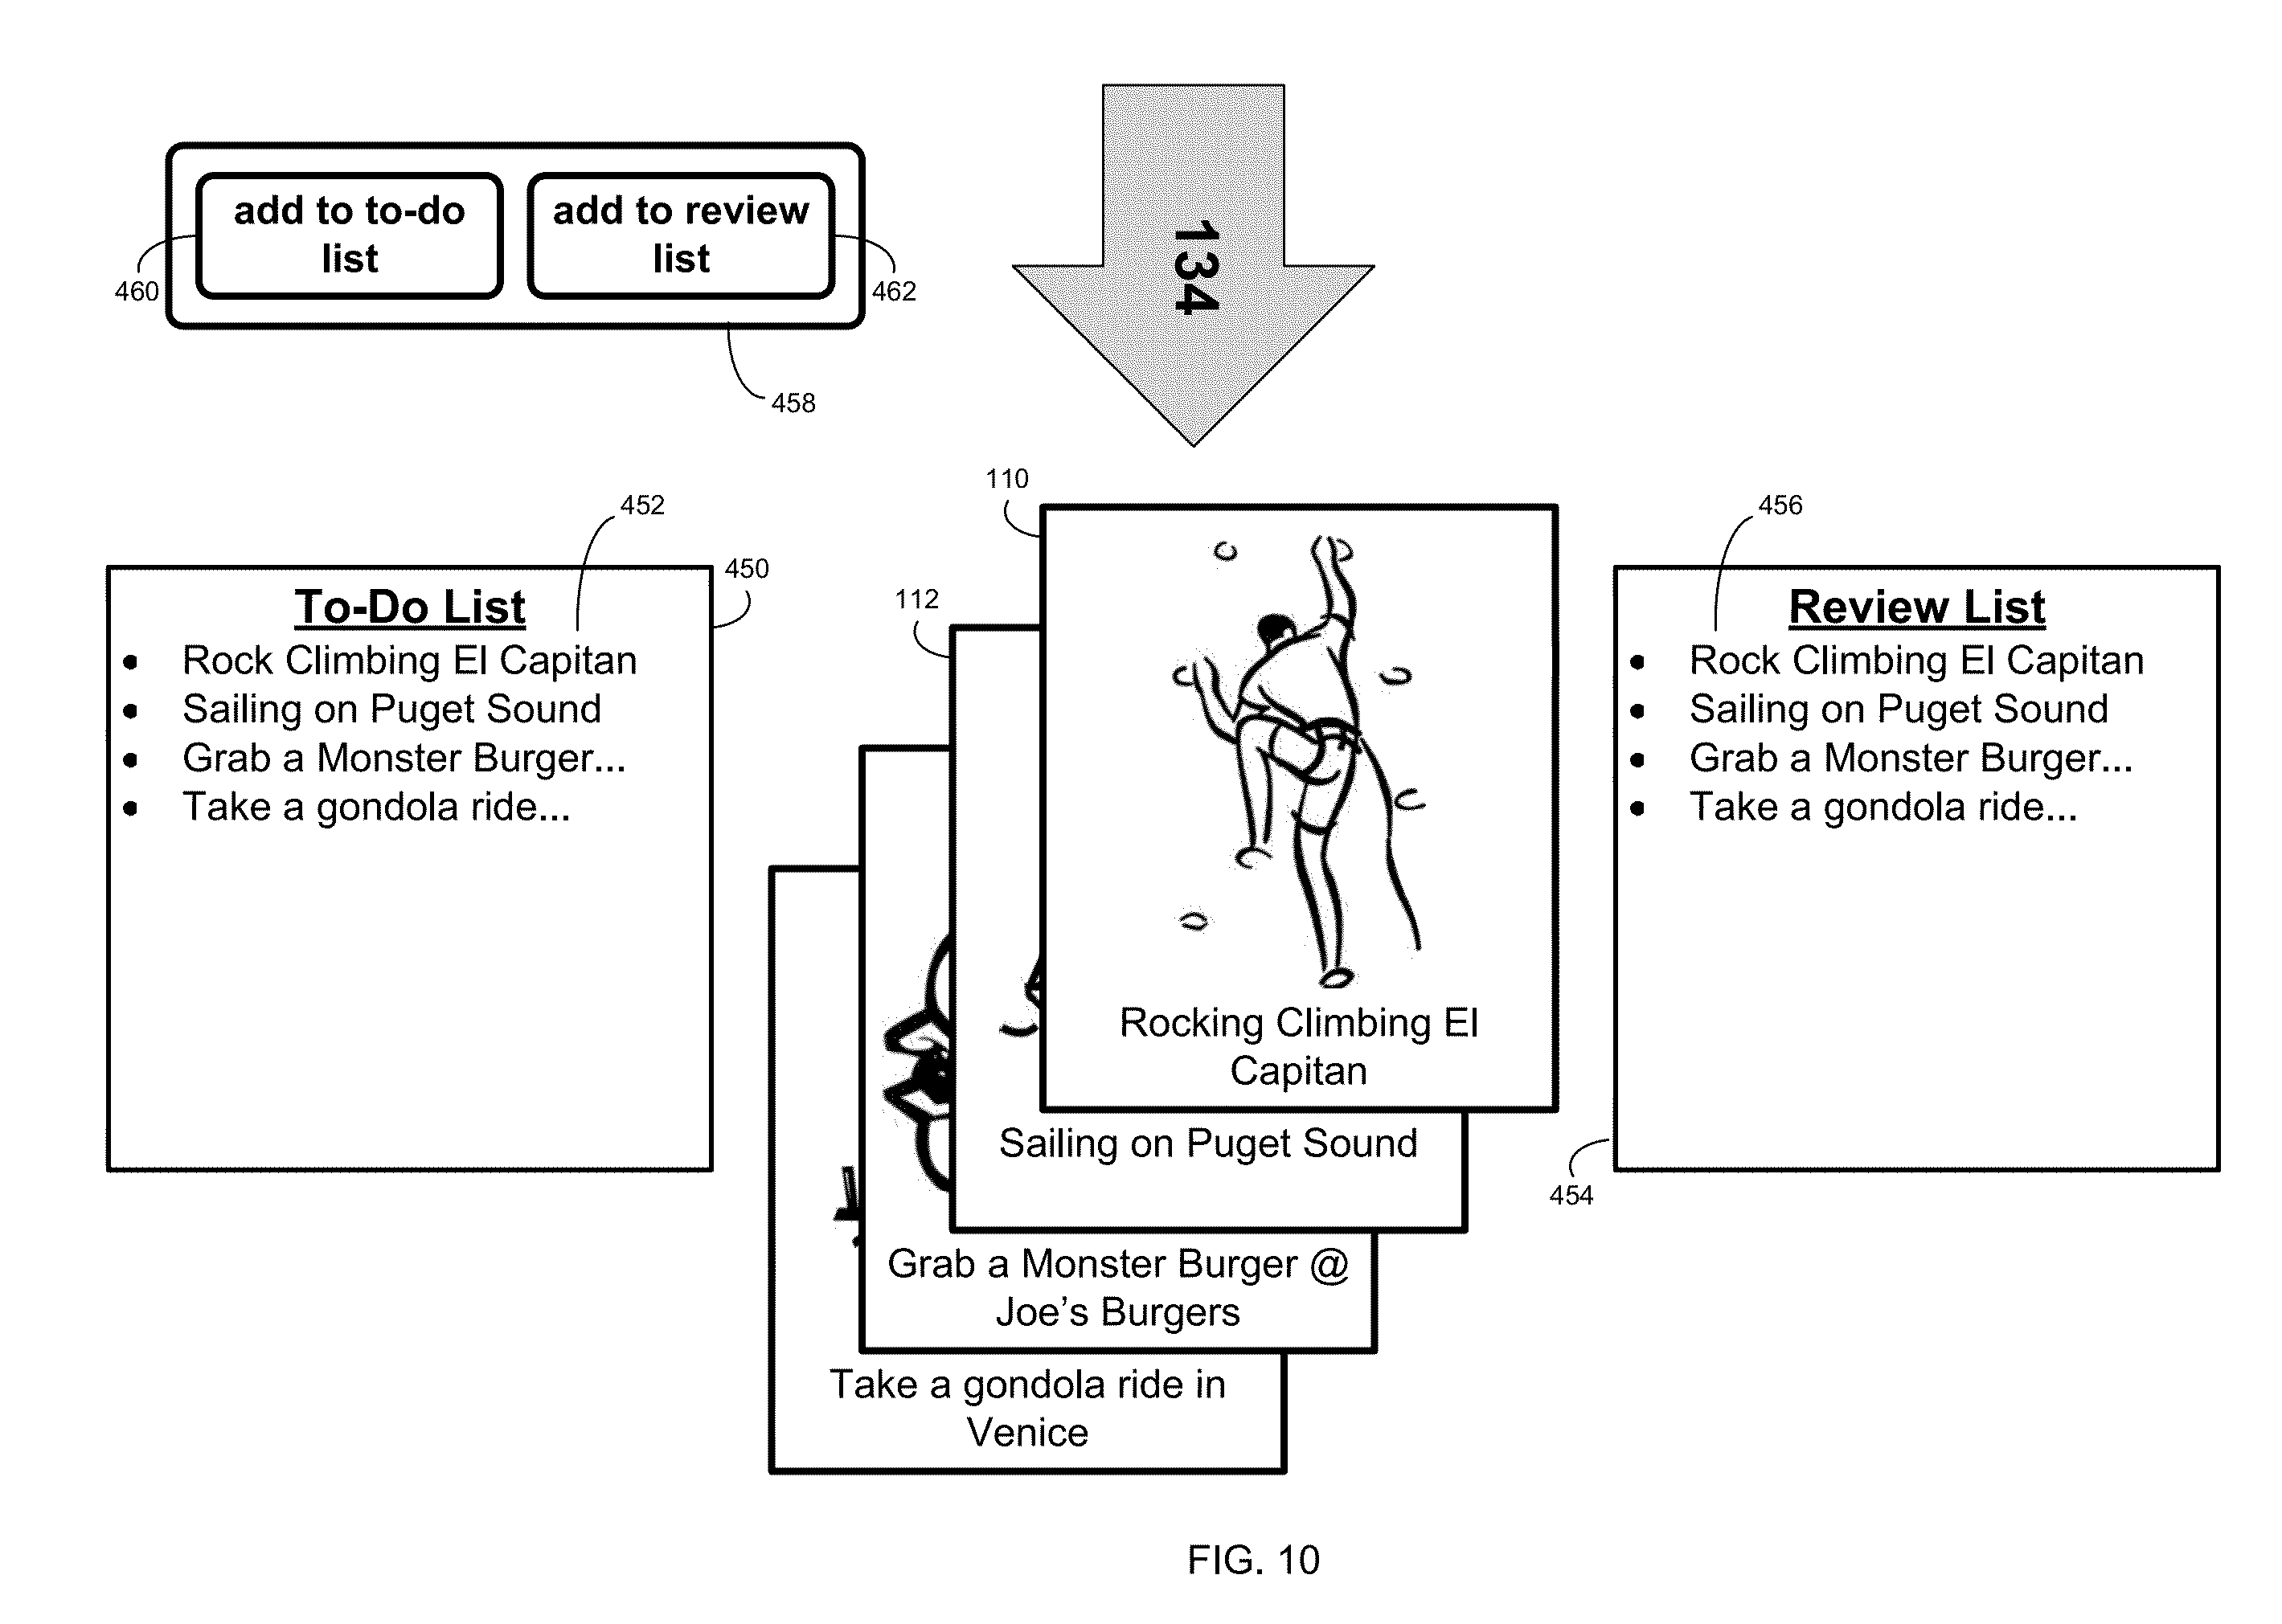 add to to-do
list
add to review
list
460
462
458
134
110
112
452
450
456
To-Do List
• Rock Climbing El Capitan
• Sailing on Puget Sound
• Grab a Monster Burger...
• Take a gondola ride...
Review List
• Rock Climbing El Capitan
• Sailing on Puget Sound
• Grab a Monster Burger...
• Take a gondola ride...
454
Rocking Climbing El
Capitan
Sailing on Puget Sound
Grab a Monster Burger @
Joe’s Burgers
Take a gondola ride in
Venice
FIG. 10